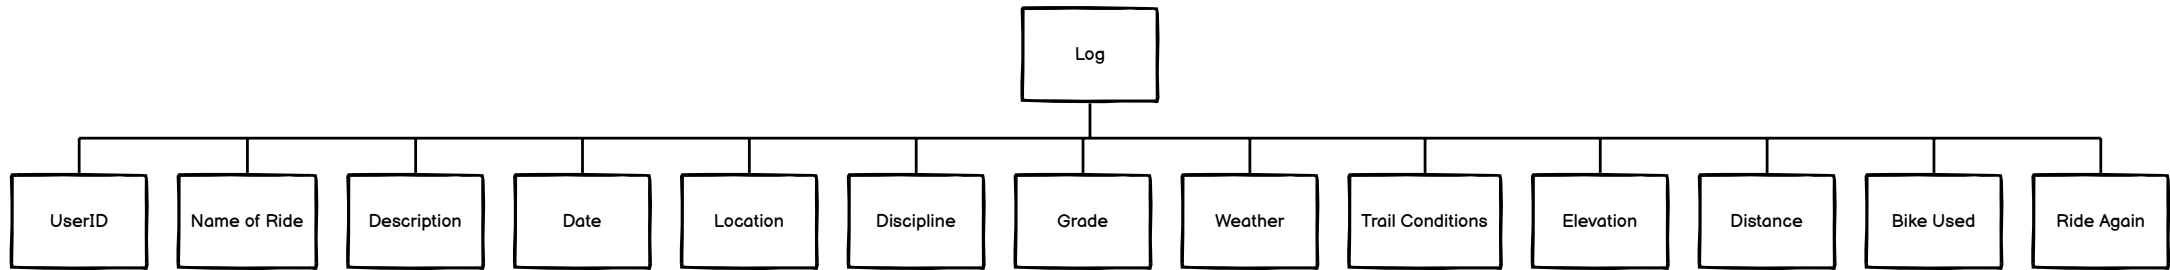 Log
UserID
Name of Ride
Description
Date
Location
Discipline
Grade
Weather
Trail Conditions
Elevation
Distance
Bike Used
Ride Again